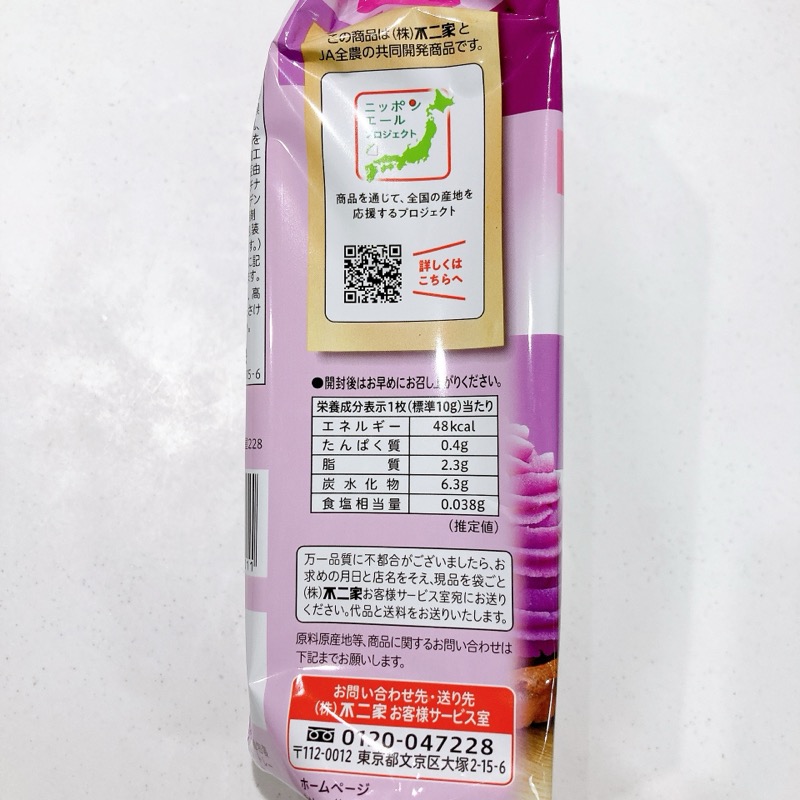 この商品は(株)不二家と
JA全農の共同開発商品です。
ニッポン
エール
プロジェクト
商品を通じて、全国の産地を
応援するプロジェクト
詳しくは
こちらへ
●開封後はお早めにお召し上がりください。
栄養成分表示1枚(標準10g)当たり
エネルギー 48kcal
たんぱく質 0.4g
脂質 2.3g
炭水化物 6.3g
食塩相当量 0.038g
(推定値)
万一品質に不都合がございましたら、お
求めの月日と店名をそえ、現品を袋ごと
(株)不二家お客様サービス室宛にお送り
ください。代品と送料をお送りいたします。
原料原産地等、商品に関するお問い合わせは
下記までお願いします。
お問い合わせ先・送り先
(株)不二家お客様サービス室
0120-047228
〒112-0012 東京都文京区大塚2-15-6
ホームページ